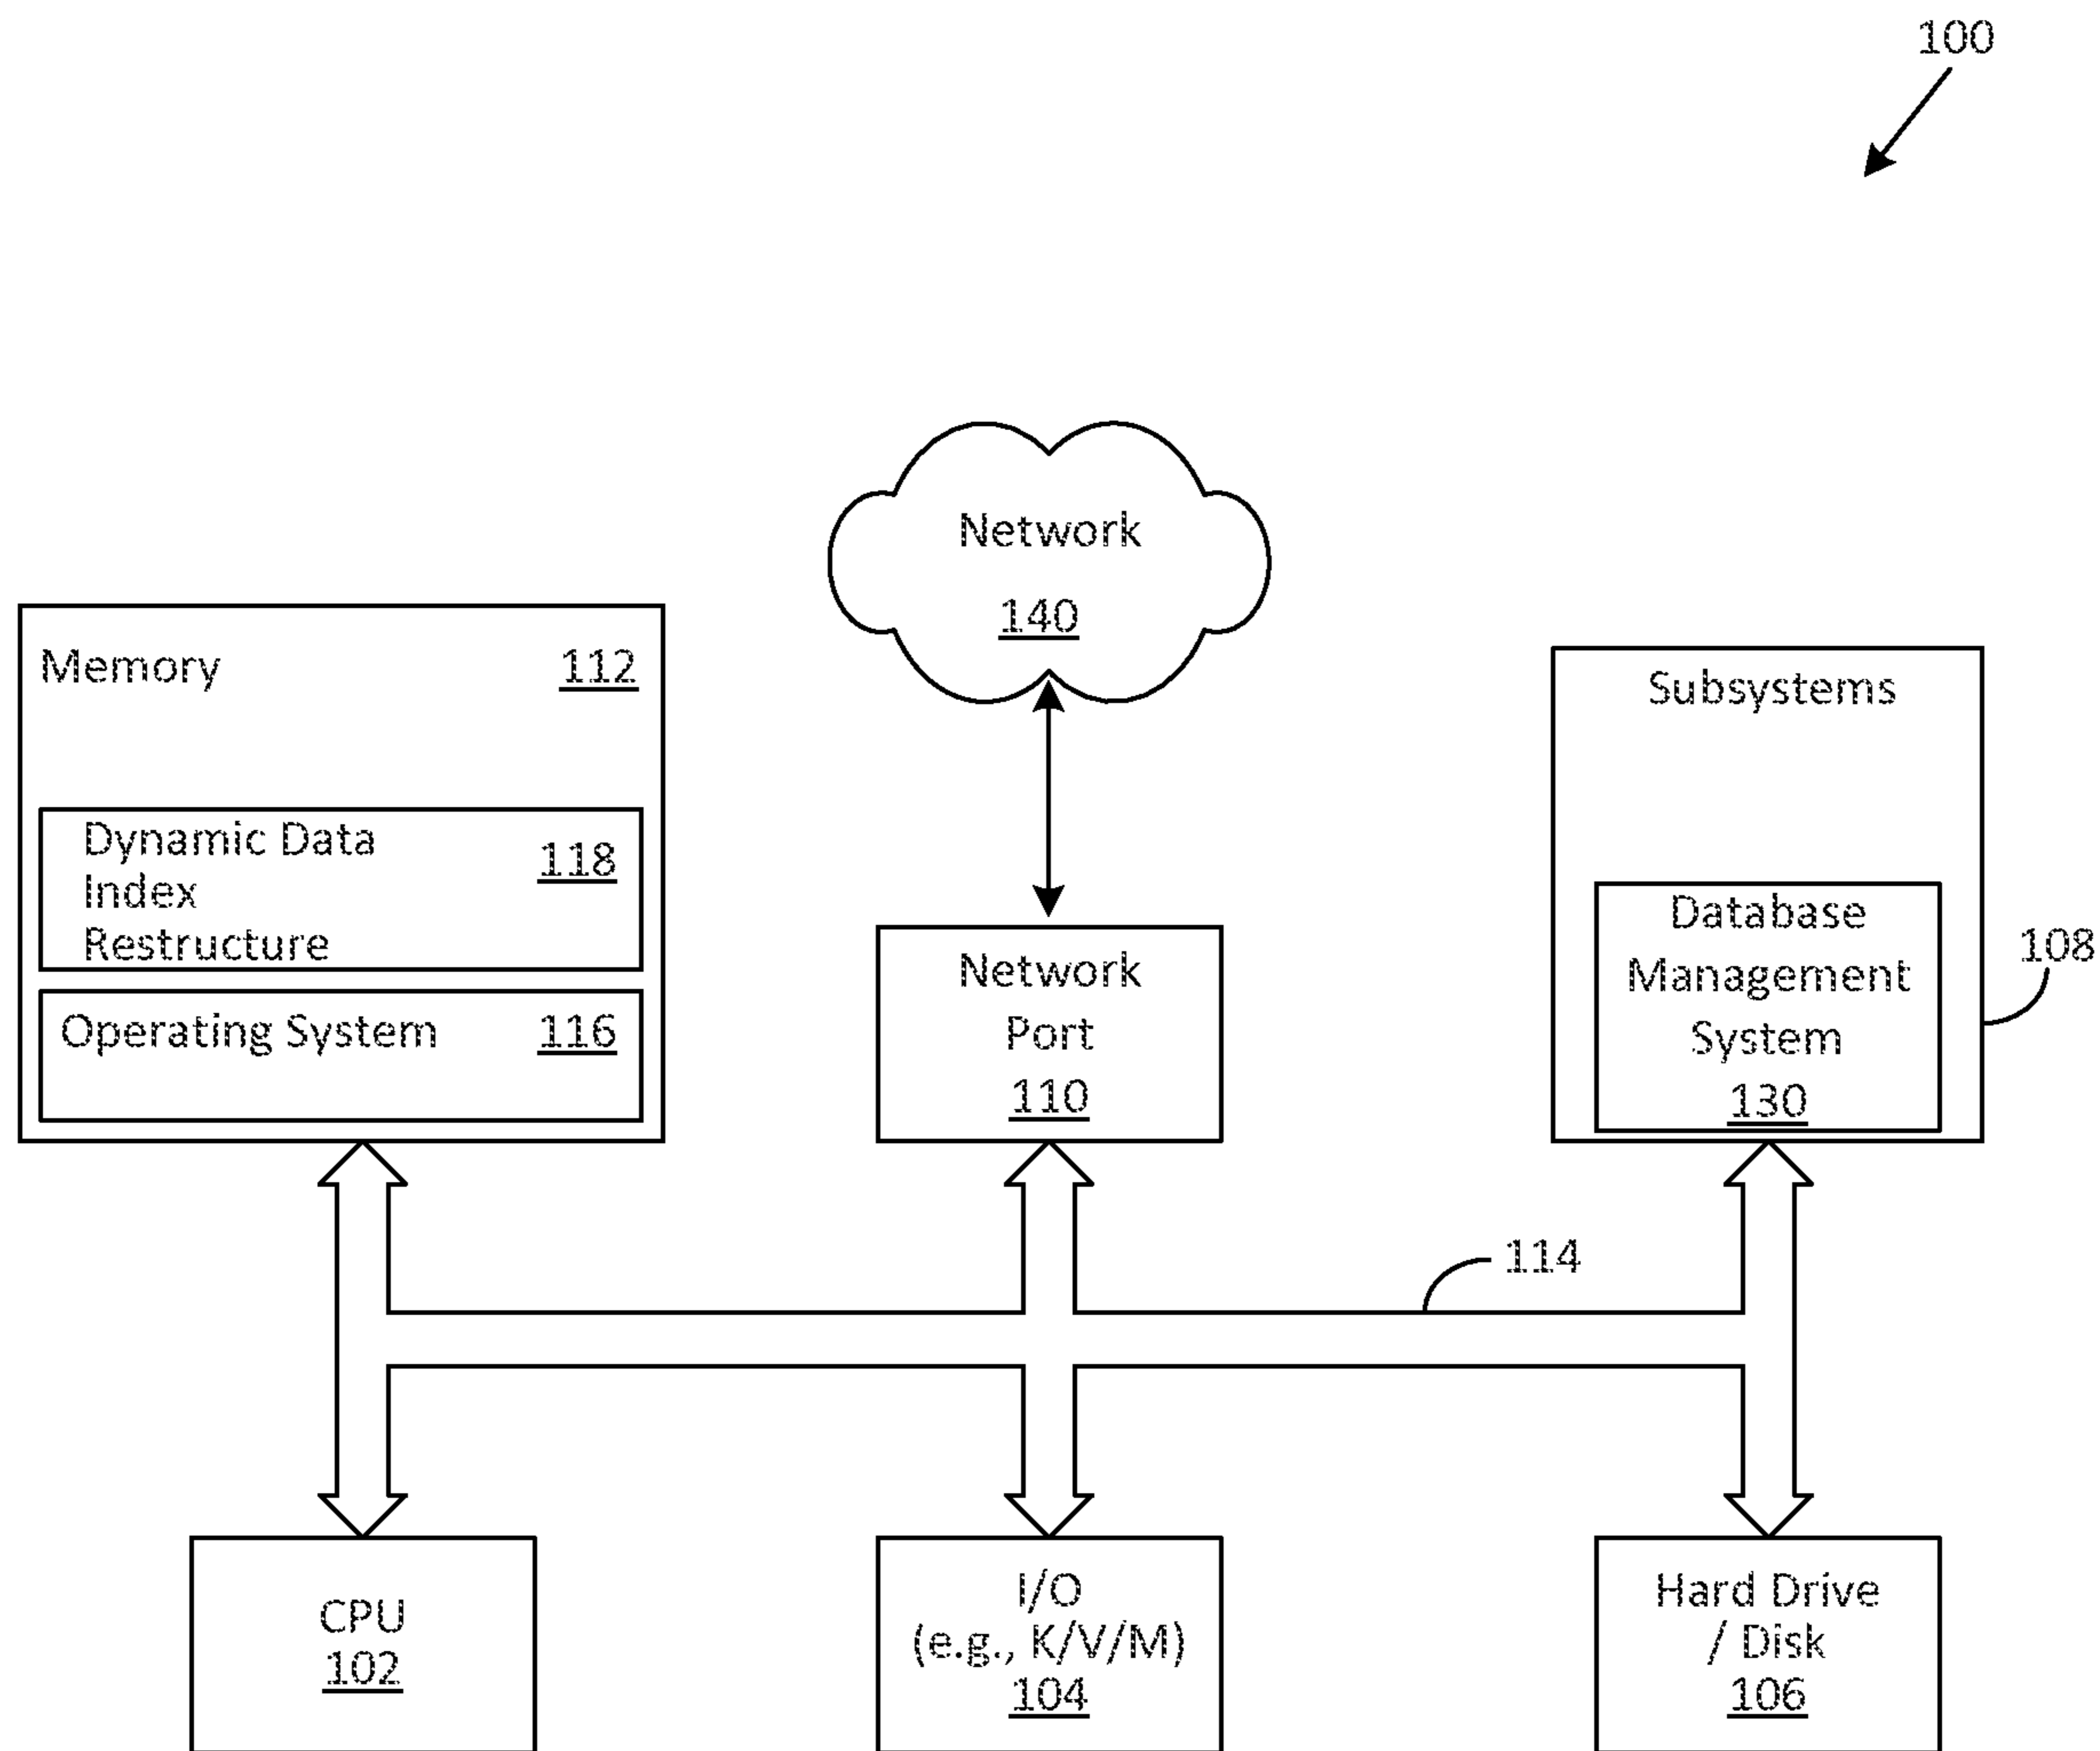 100
Network
140
Memory 112
Subsystems
Dynamic Data
Index
Restructure
118
Database
Management
System
130
108
Network
Port
110
Operating System 116
114
CPU
102
I/O
(e.g., K/V/M)
104
Hard Drive
/ Disk
106